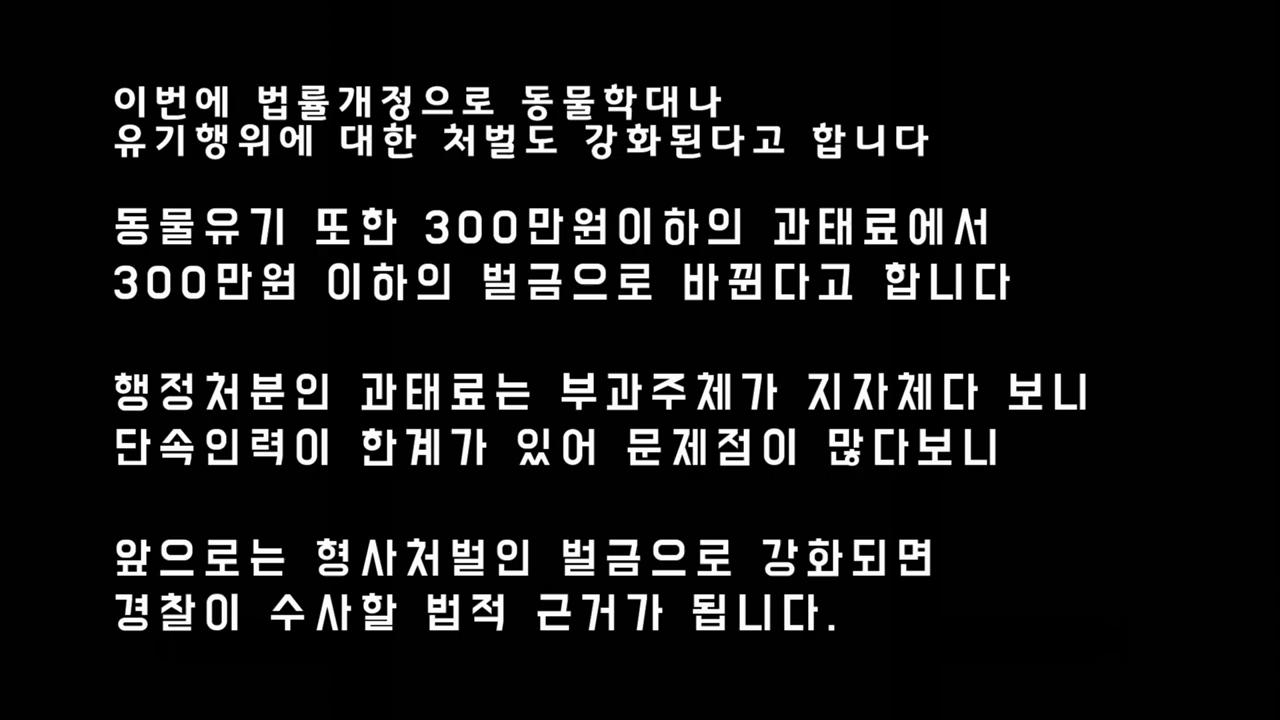 이번에 법률개정으로 동물학대나
유기행위에 대한 처벌도 강화된다고 합니다
동물유기 또한 300만원이하의 과태료에서
300만원 이하의 벌금으로 바뀐다고 합니다
행정처분인 과태료는 부과주체가 지자체다 보니
단속인력이 한계가 있어 문제점이 많다보니
앞으로는 형사처벌인 벌금으로 강화되면
경찰이 수사할 법적 근거가 됩니다.